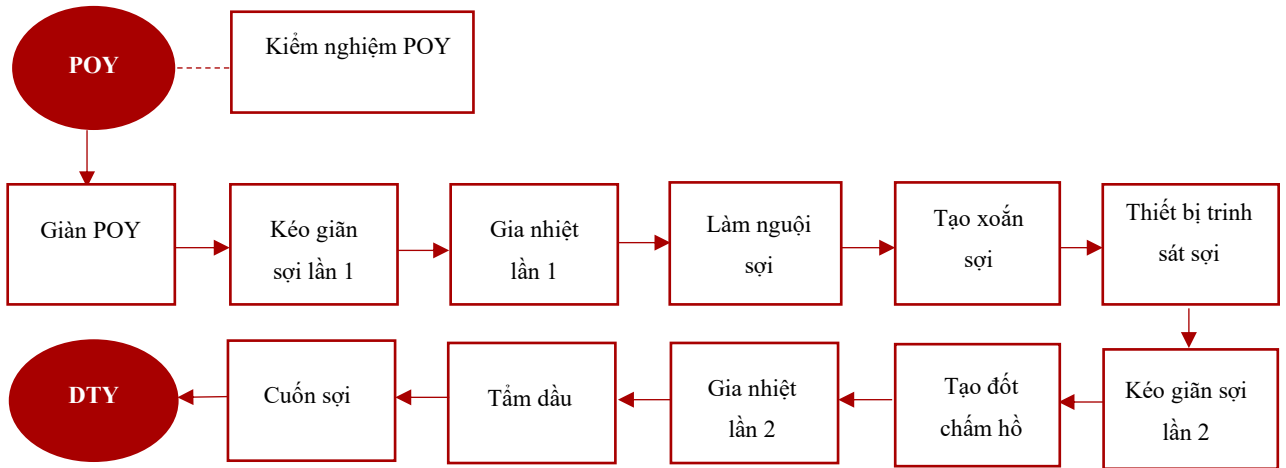 POY
Kiểm nghiệm POY
Giàn POY
Kéo giãn
sợi lần 1
Gia nhiệt
lần 1
Làm nguội
sợi
Tạo xoắn
sợi
Thiết bị trinh
sát sợi
DTY
Cuốn sợi
Tẩm dầu
Gia nhiệt
lần 2
Tạo đốt
chấm hồ
Kéo giãn sợi
lần 2